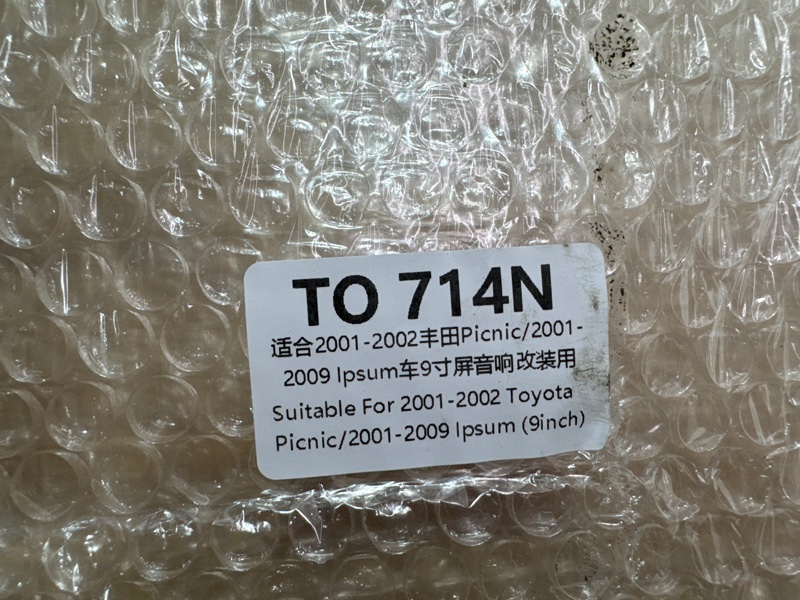 TO 714N
适合2001-2002丰田Picnic/2001-
2009 Ipsum车9寸屏音响改装用
Suitable For 2001-2002 Toyota
Picnic/2001-2009 Ipsum (9inch)